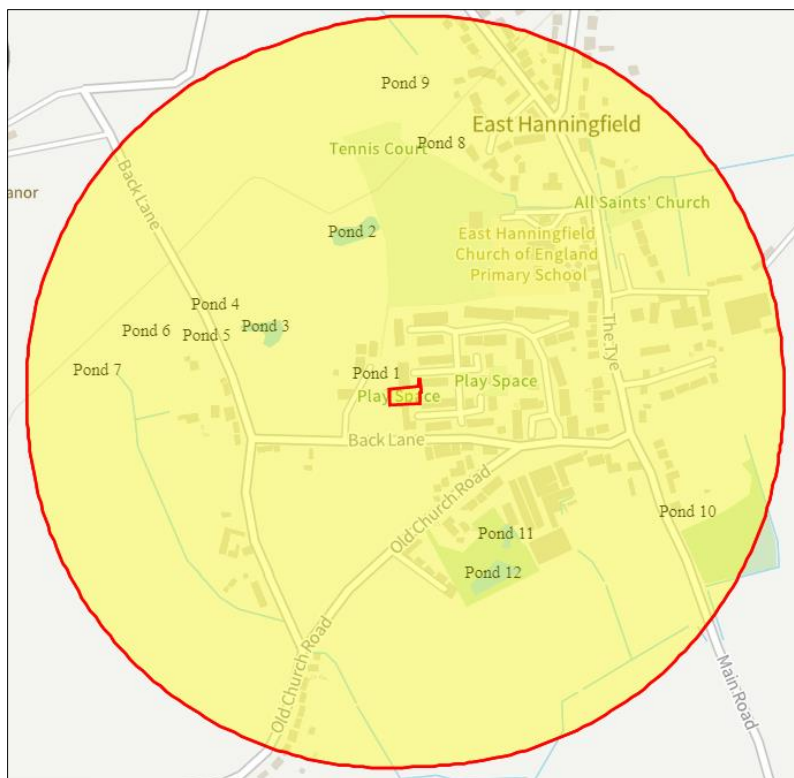 Pond 9
East Hanningfield
Tennis Court
Pond 8
Back Lane
anor
All Saints' Church
Pond 2
East Hanningfield
Church of England
Primary School
Pond 4
Pond 6
Pond 5
Pond 3
The Tye
Pond 7
Pond 1
Play Space
Play Space
Back Lane
Old Church Road
Pond 10
Pond 11
Pond 12
Old Church Road
Main Road